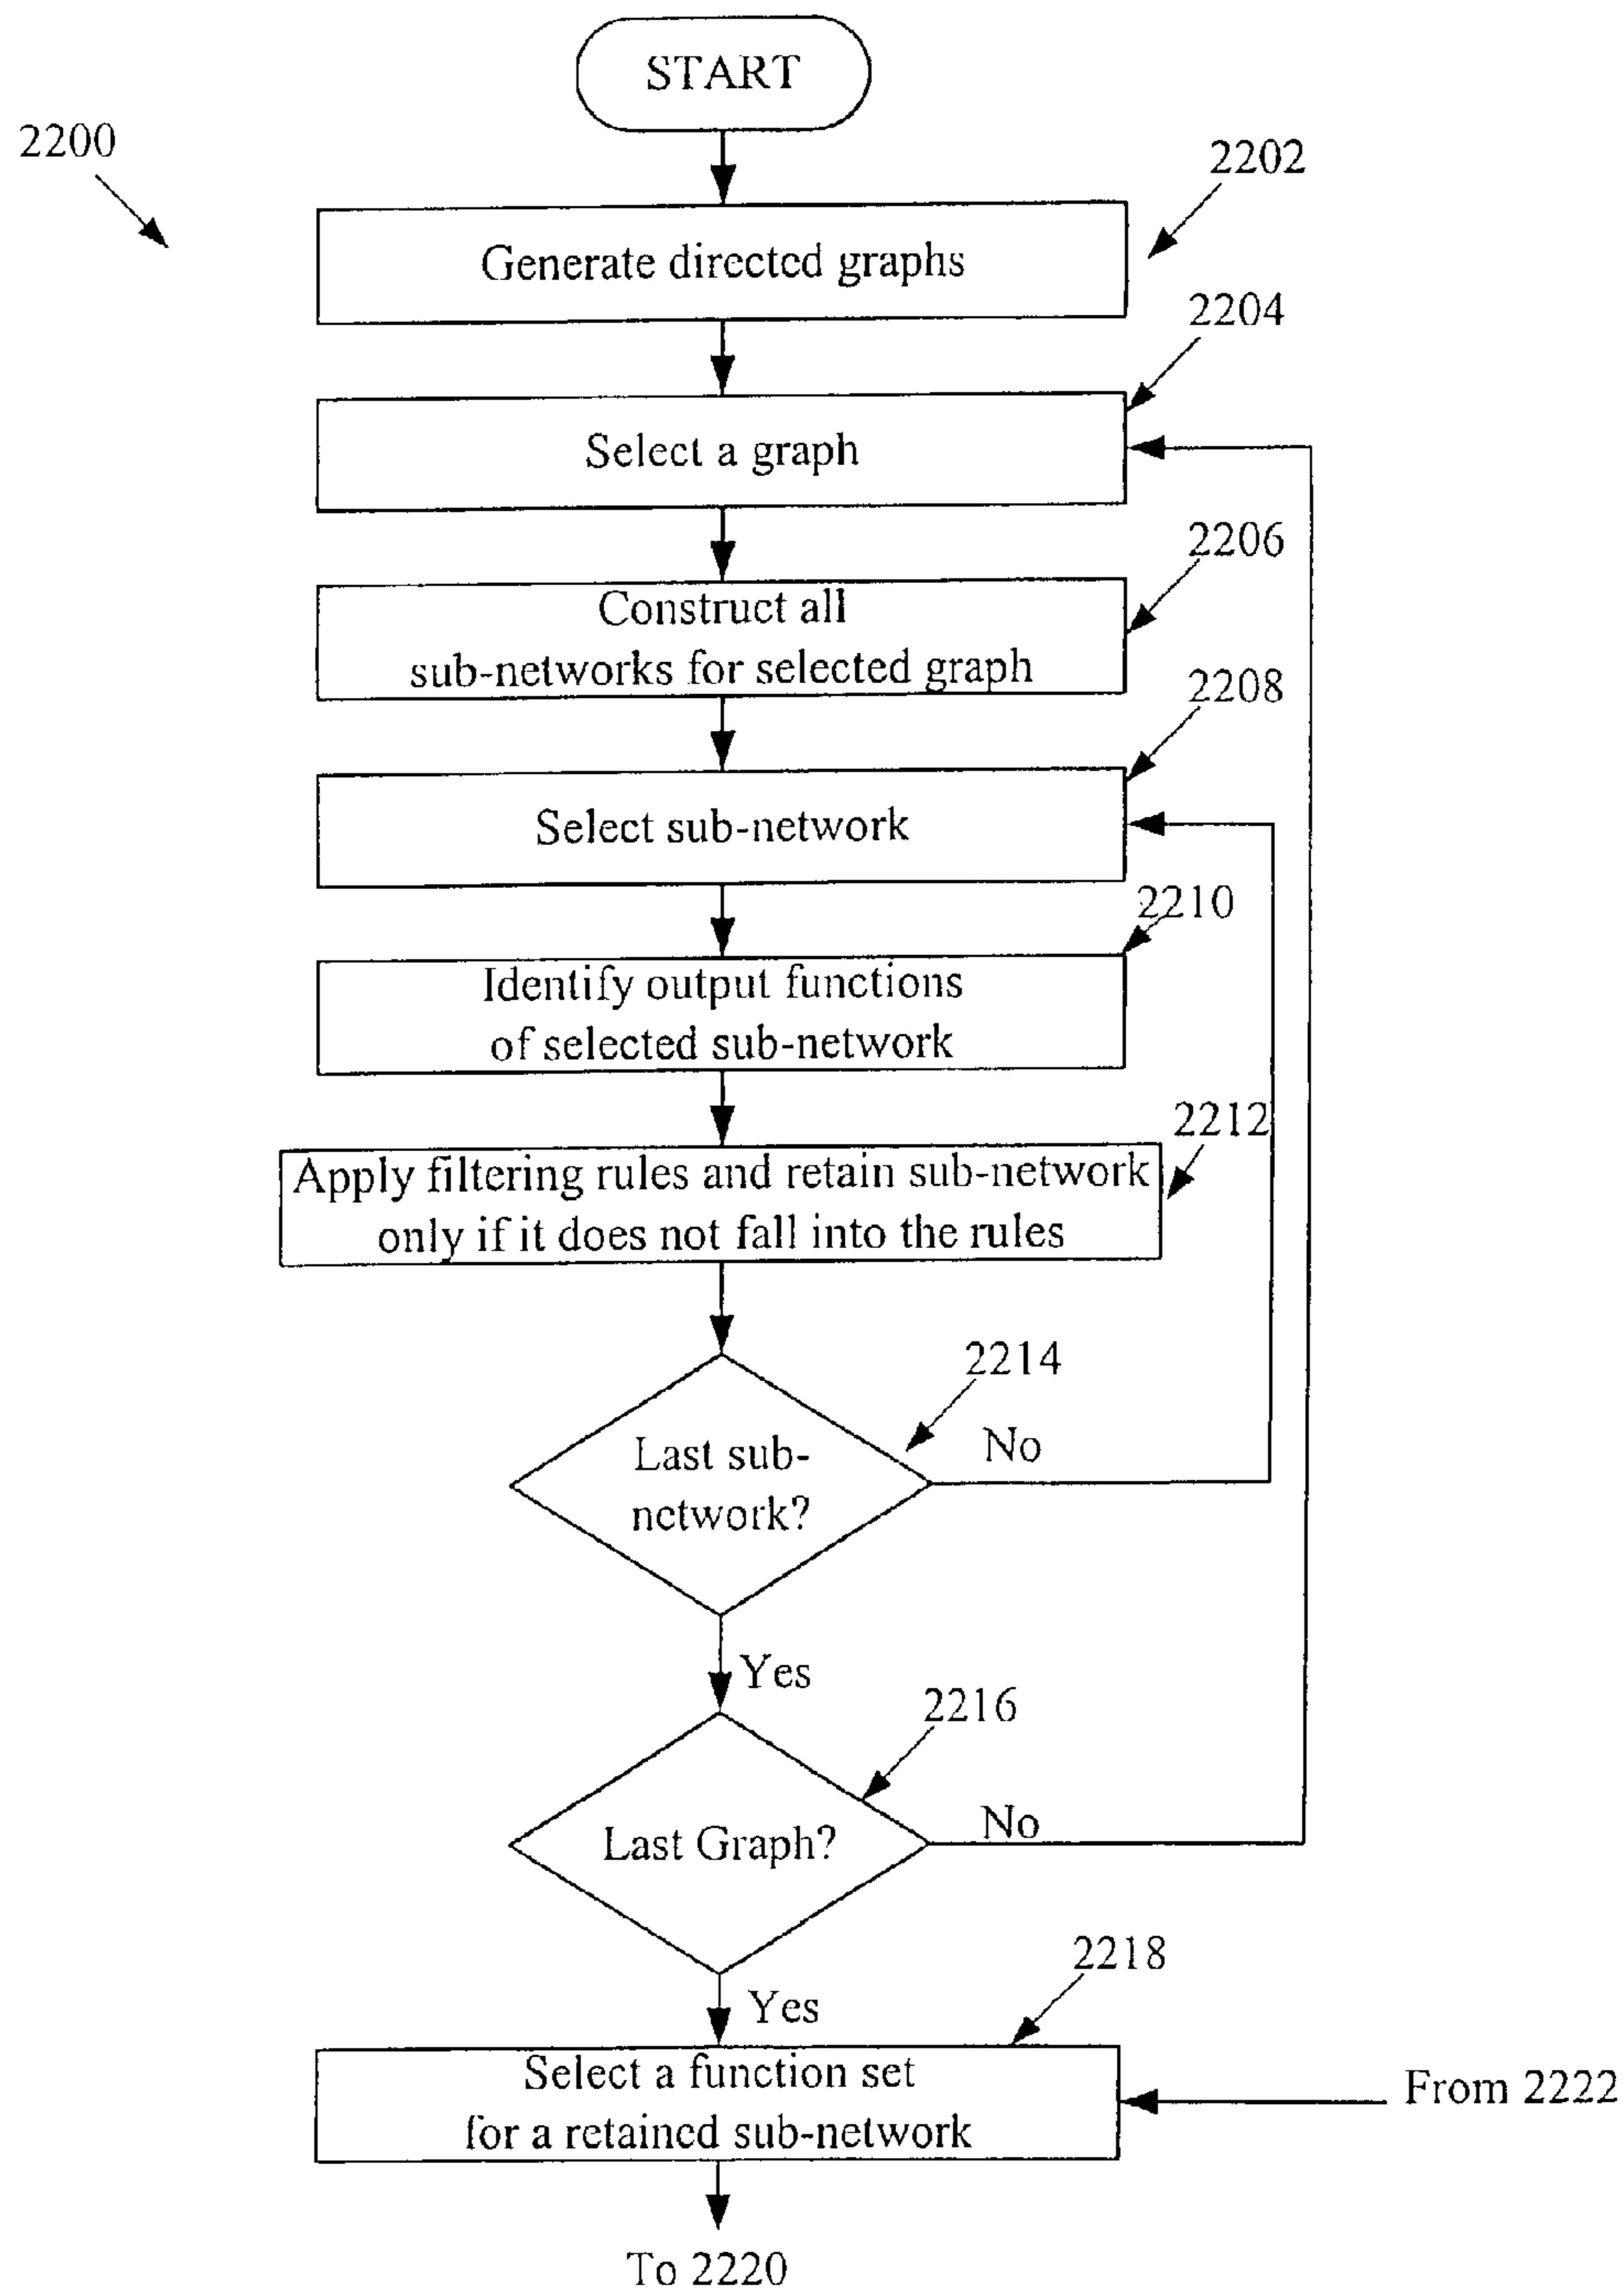 START
2200
2202
Generate directed graphs
2204
Select a graph
2206
Construct all
sub-networks for selected graph
2208
Select sub-network
2210
Identify output functions
of selected sub-network
2212
Apply filtering rules and retain sub-network
only if it does not fall into the rules
2214
Last sub-
network?
No
Yes
2216
Last Graph?
No
Yes
2218
Select a function set
for a retained sub-network
From 2222
To 2220